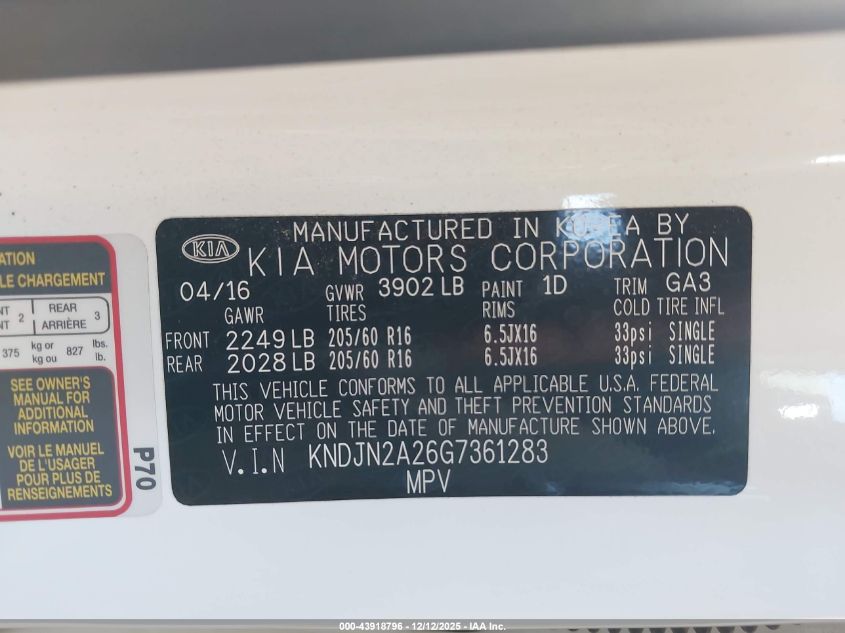 MANUFACTURED IN KOREA BY
KIA KIA MOTORS CORPORATION
04/16 GVWR 3902 LB PAINT 1D TRIM GA3
GAWR TIRES RIMS COLD TIRE INFL
FRONT 2249 LB 205/60 R16 6.5JX16 33psi SINGLE
REAR 2028 LB 205/60 R16 6.5JX16 33psi SINGLE
THIS VEHICLE CONFORMS TO ALL APPLICABLE U.S.A. FEDERAL
MOTOR VEHICLE SAFETY AND THEFT PREVENTION STANDARDS
IN EFFECT ON THE DATE OF MANUFACTURE SHOWN ABOVE.
V.I.N KNDJN2A26G7361283
MPV
CHARGEMENT
2 REAR 3
ARRIÈRE
375 kg or 827 lbs.
kg ou lb.
SEE OWNER'S
MANUAL FOR
ADDITIONAL
INFORMATION
VOIR LE MANUEL
DE L'USAGER
POUR PLUS DE
RENSEIGNEMENTS
P70
000-43918796 - 12/12/2025 - IAA Inc.